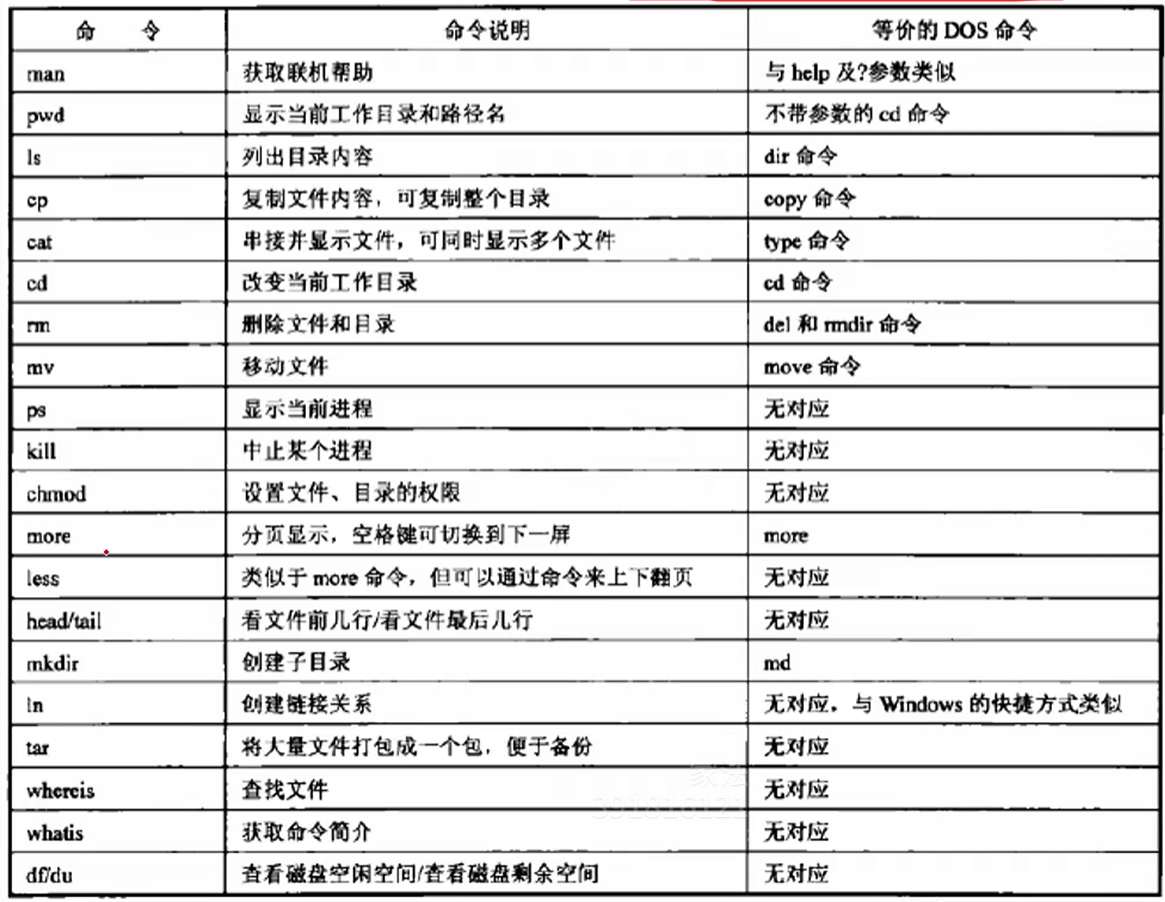 命 令 命令说明 等价的 DOS 命令
man 获取联机帮助 与 help 及?参数类似
pwd 显示当前工作目录和路径名 不带参数的 cd 命令
ls 列出目录内容 dir 命令
cp 复制文件内容，可复制整个目录 copy 命令
cat 串接并显示文件，可同时显示多个文件 type 命令
cd 改变当前工作目录 cd 命令
rm 删除文件和目录 del 和 rmdir 命令
mv 移动文件 move 命令
ps 显示当前进程 无对应
kill 中止某个进程 无对应
chmod 设置文件、目录的权限 无对应
more 分页显示，空格键可切换到下一屏 more
less 类似于 more 命令，但可以通过命令来上下翻页 无对应
head/tail 看文件前几行/看文件最后几行 无对应
mkdir 创建子目录 md
ln 创建链接关系 无对应，与 Windows 的快捷方式类似
tar 将大量文件打包成一个包，便于备份 无对应
whereis 查找文件 无对应
whatis 获取命令简介 无对应
df/du 查看磁盘空闲空间/查看磁盘剩余空间 无对应